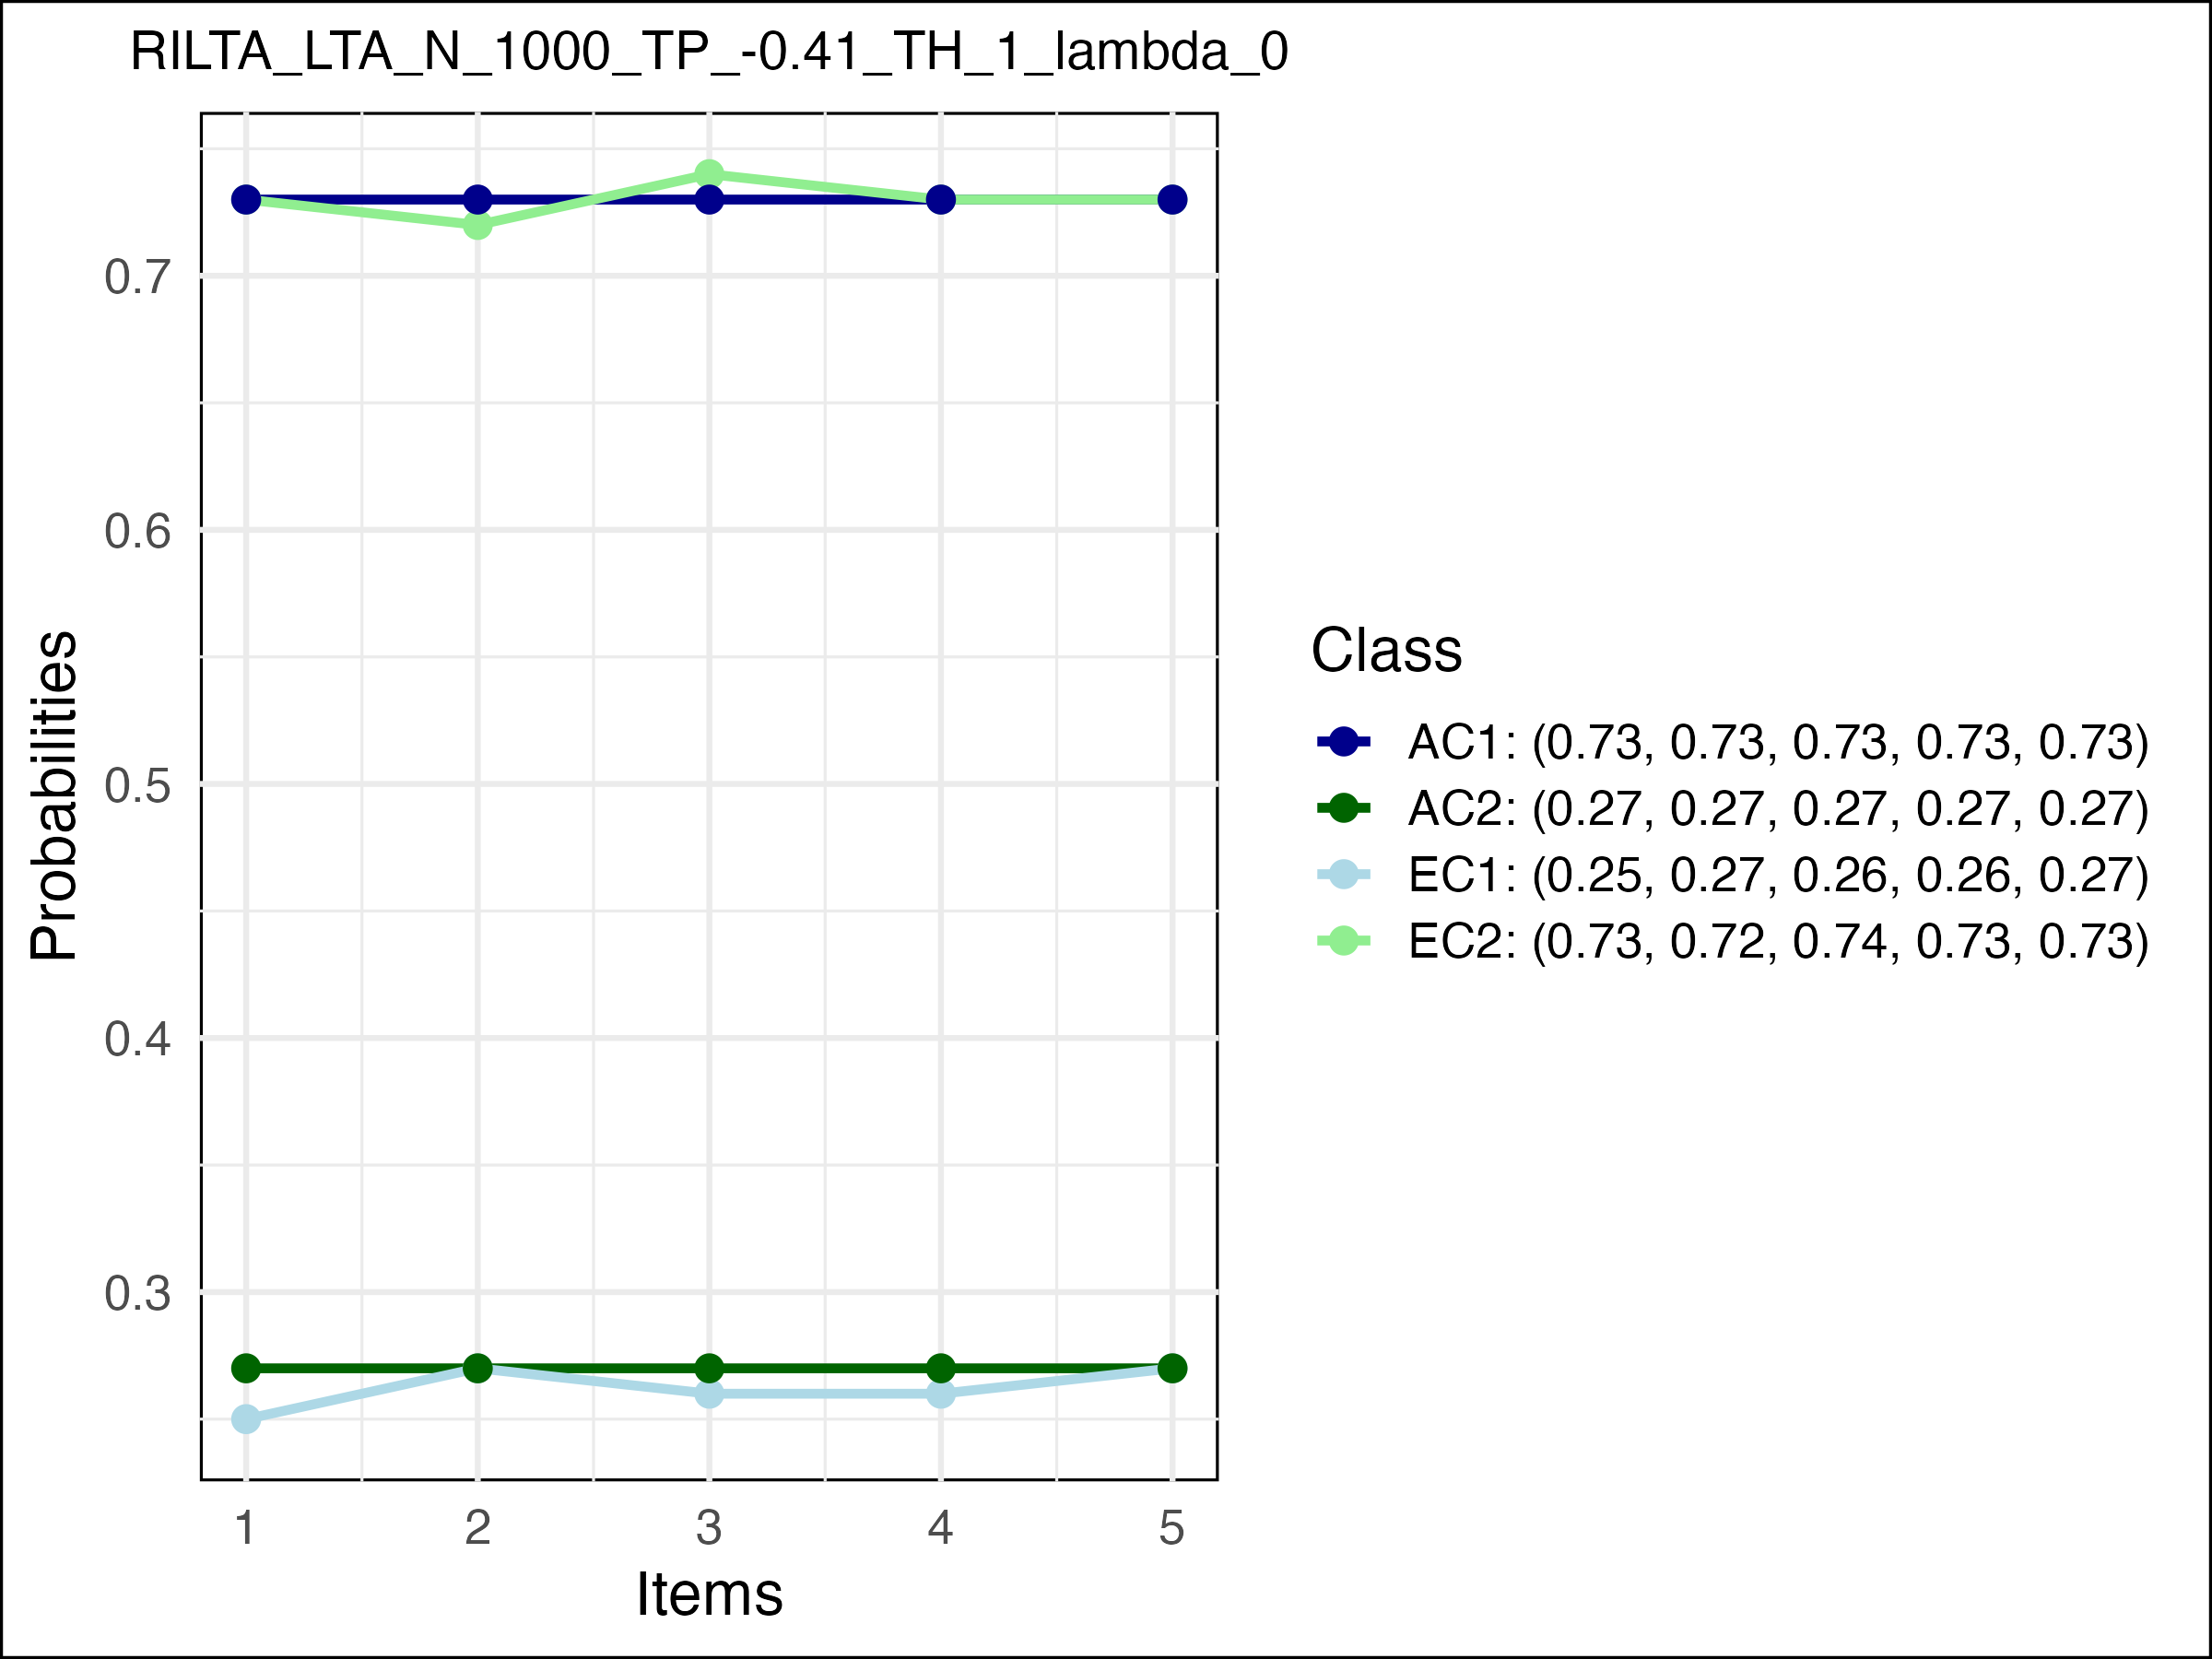 RILTA_LTA_N_1000_TP_-0.41_TH_1_lambda_0
Probabilities
0.7
0.6
0.5
0.4
0.3
1 2 3 4 5
Items
Class
AC1: (0.73, 0.73, 0.73, 0.73, 0.73)
AC2: (0.27, 0.27, 0.27, 0.27, 0.27)
EC1: (0.25, 0.27, 0.26, 0.26, 0.27)
EC2: (0.73, 0.72, 0.74, 0.73, 0.73)